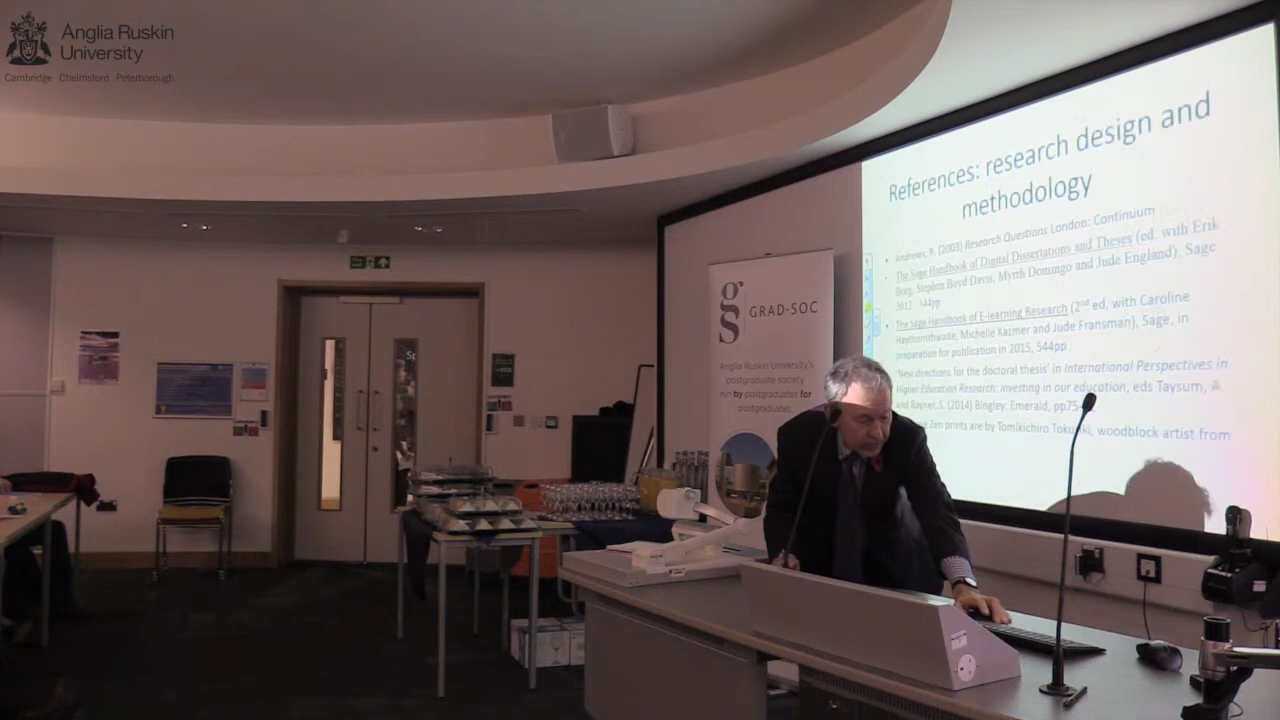 Anglia Ruskin
University
Cambridge Chelmsford Peterborough
References: research design and
methodology
Andrews, R. (2003) Research Questions London: Continuum
The Sage Handbook of Digital Dissertations and Theses (ed. with Erik
Borg, Stephen Boyd Davis, Myrrh Domingo and Jude England). Sage
2012. 544pp
The Sage Handbook of E-learning Research (2nd ed, with Caroline
Haythornthwaite, Michelle Kazmer and Jude Fransman), Sage, in
preparation for publication in 2015, 544pp
'New directions for the doctoral thesis' in International Perspectives in
Higher Education Research: investing in our education, eds Taysum, A.
and Rayner, S. (2014) Bingley: Emerald, pp75-
Zen prints are by Tomikichiro woodblock artist from
gs GRAD-SOC
Anglia Ruskin University's
postgraduate society
run by postgraduates for
postgraduates.
Sp